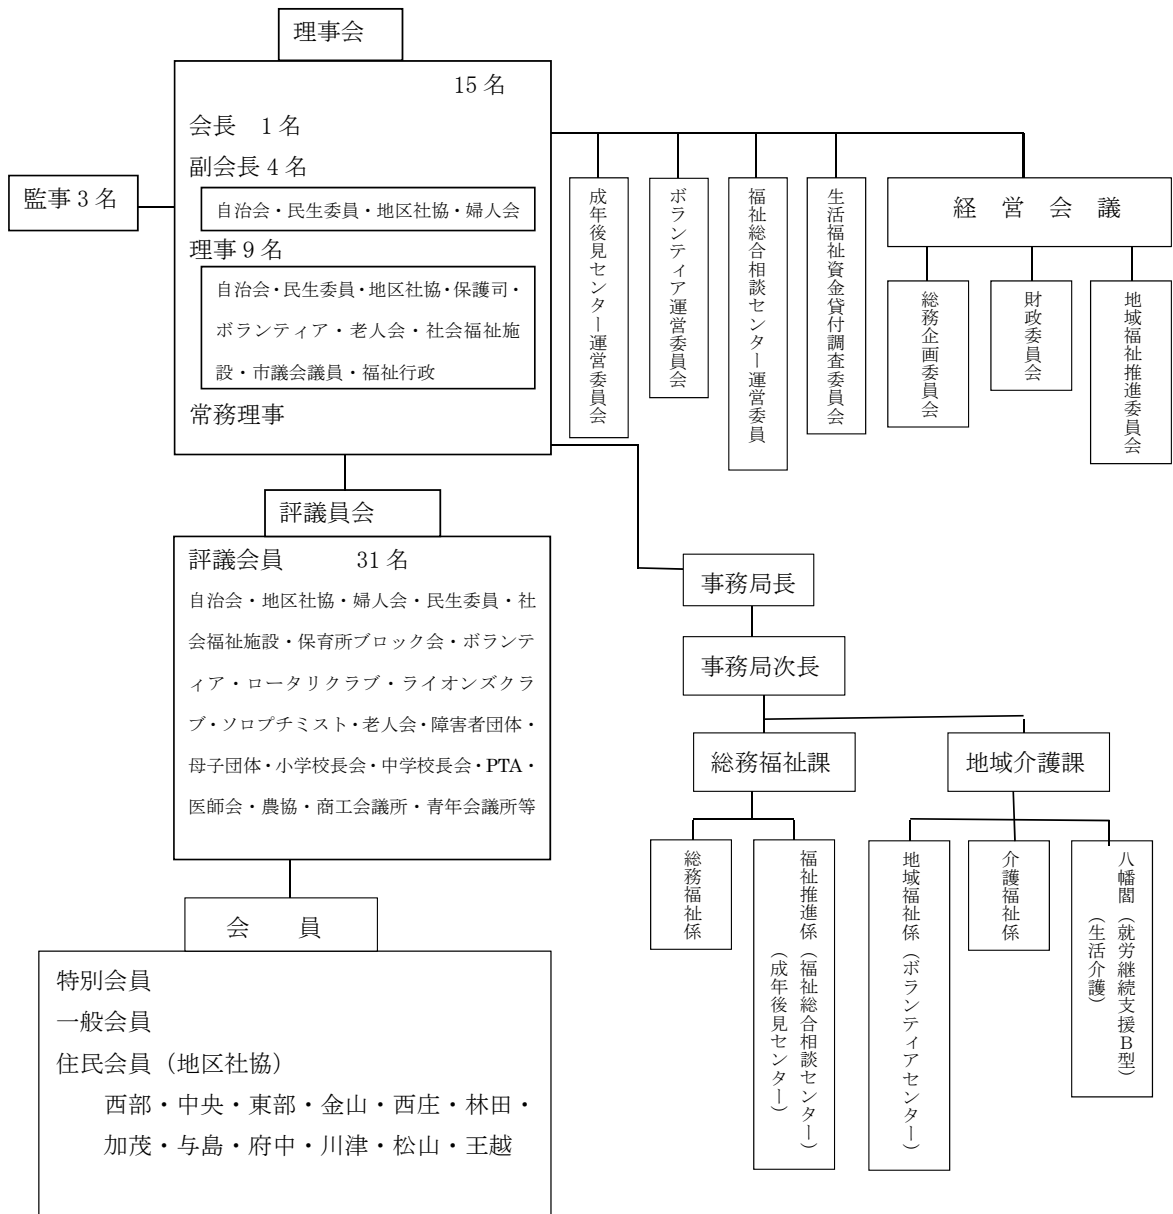 理事会
15 名
会長　1 名
副会長 4 名
自治会・民生委員・地区社協・婦人会
理事 9 名
自治会・民生委員・地区社協・保護司・
ボランティア・老人会・社会福祉施
設・市議会議員・福祉行政
常務理事
監事 3 名
成年後見センター運営委員会
ボランティア運営委員会
福祉総合相談センター運営委員
生活福祉資金貸付調査委員会
経　営　会　議
総務企画委員会
財政委員会
地域福祉推進委員会
評議員会
評議会員　　　31 名
自治会・地区社協・婦人会・民生委員・社
会福祉施設・保育所ブロック会・ボランテ
ィア・ロータリクラブ・ライオンズクラ
ブ・ソロプチミスト・老人会・障害者団体・
母子団体・小学校長会・中学校長会・PTA・
医師会・農協・商工会議所・青年会議所等
会　　員
特別会員
一般会員
住民会員（地区社協）
西部・中央・東部・金山・西庄・林田・
加茂・与島・府中・川津・松山・王越
事務局長
事務局次長
総務福祉課
地域介護課
総務福祉係
福祉推進係（福祉総合相談センター）
（成年後見センター）
地域福祉係（ボランティアセンター）
介護福祉係
八幡閣（就労継続支援Ｂ型）
（生活介護）